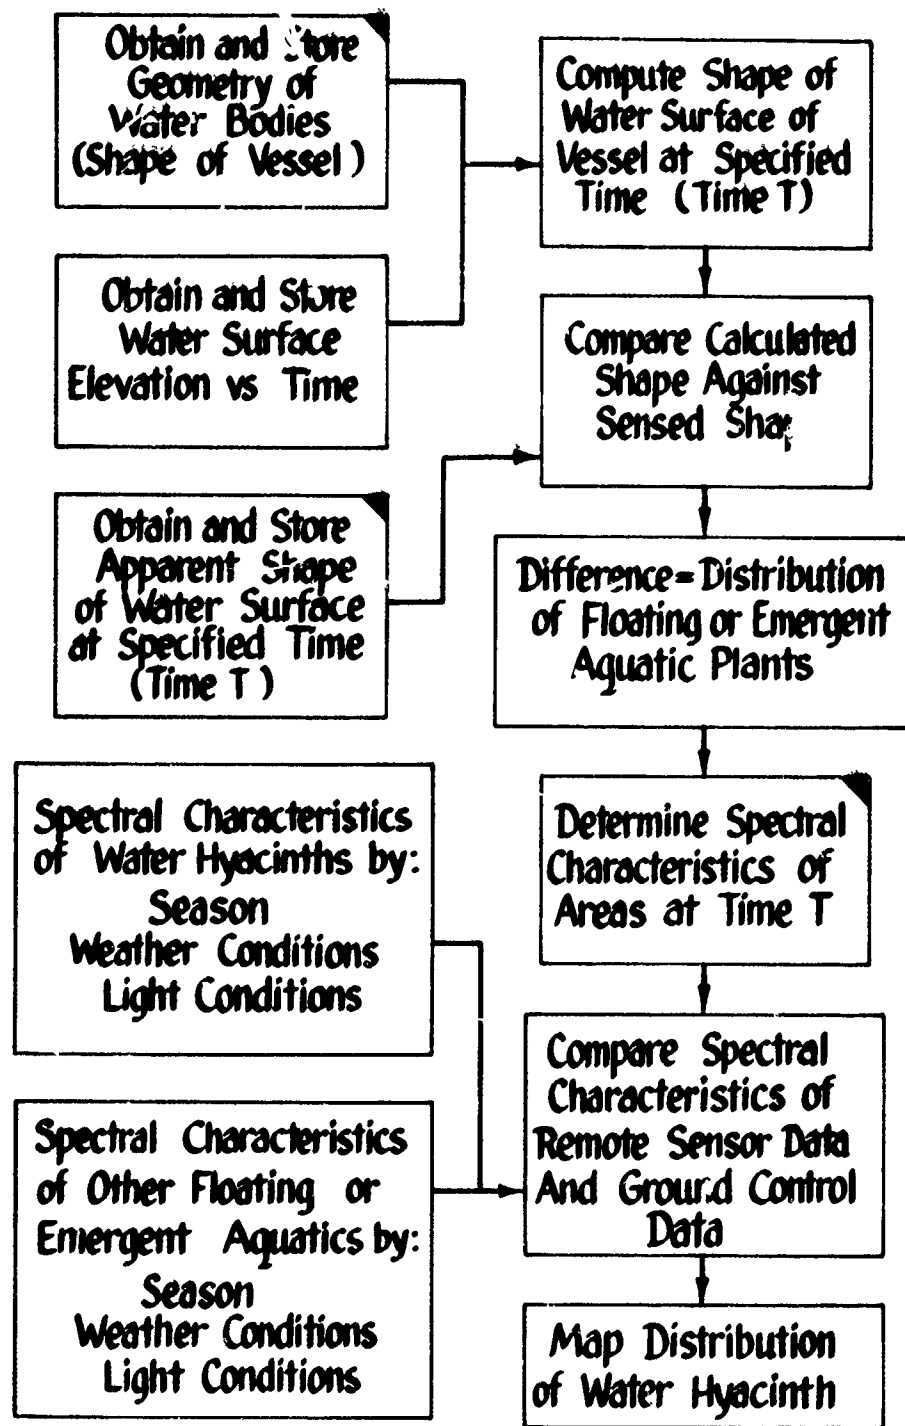 Obtain and Store
Geometry of
Water Bodies
(Shape of Vessel)
Obtain and Store
Water Surface
Elevation vs Time
Obtain and Store
Apparent Shape
of Water Surface
at Specified Time
(Time T)
Spectral Characteristics
of Water Hyacinths by:
Season
Weather Conditions
Light Conditions
Spectral Characteristics
of Other Floating or
Emergent Aquatics by:
Season
Weather Conditions
Light Conditions
Compute Shape of
Water Surface of
Vessel at Specified
Time (Time T)
Compare Calculated
Shape Against
Sensed
Difference=Distribution
of Floating or Emergent
Aquatic Plants
Determine Spectral
Characteristics of
Areas at Time T
Compare Spectral
Characteristics of
Remote Sensor Data
And Ground Control
Data
Map Distribution
of Water Hyacinth